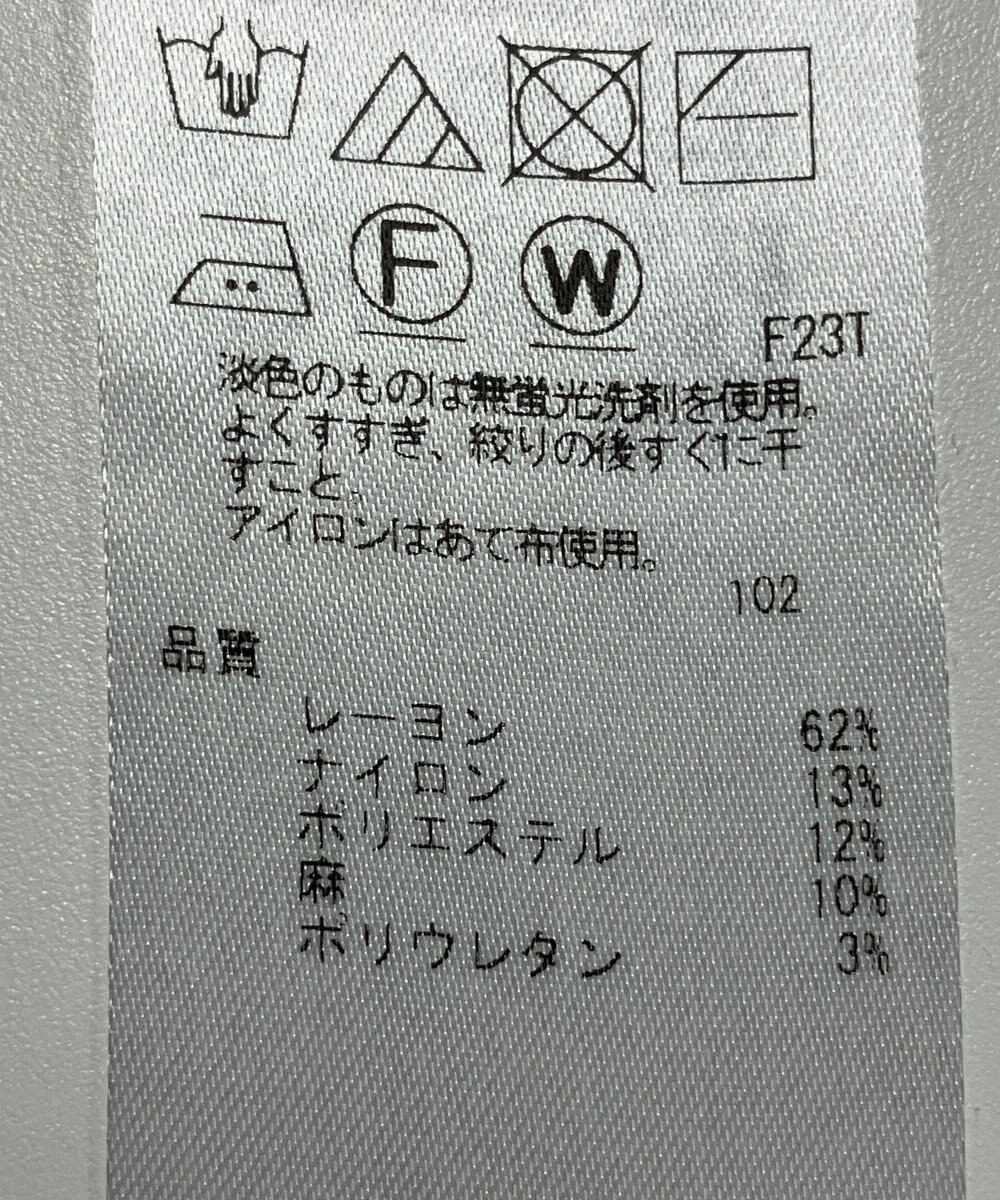 F
W
F23T
淡色のものは無蛍光洗剤を使用。
よくすすぎ、絞りの後すぐに干
すこと。
アイロンはあて布使用。
102
品質
レーヨン 62%
ナイロン 13%
ポリエステル 12%
麻 10%
ポリウレタン 3%